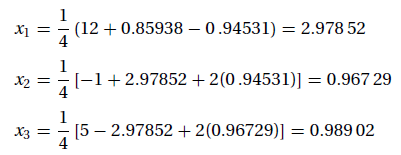 x₁ = 1/4 (12 + 0.85938 − 0.94531) = 2.978 52
x₂ = 1/4 [−1 + 2.97852 + 2(0.94531)] = 0.967 29
x₃ = 1/4 [5 − 2.97852 + 2(0.96729)] = 0.989 02